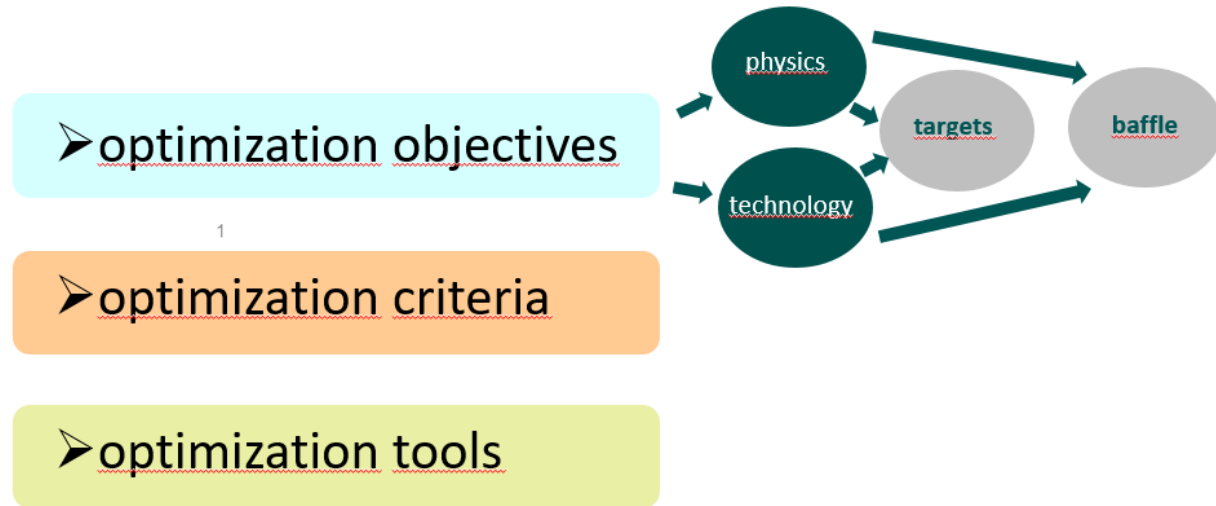 physics
targets
baffle
➢optimization objectives
technology
1
➢optimization criteria
➢optimization tools